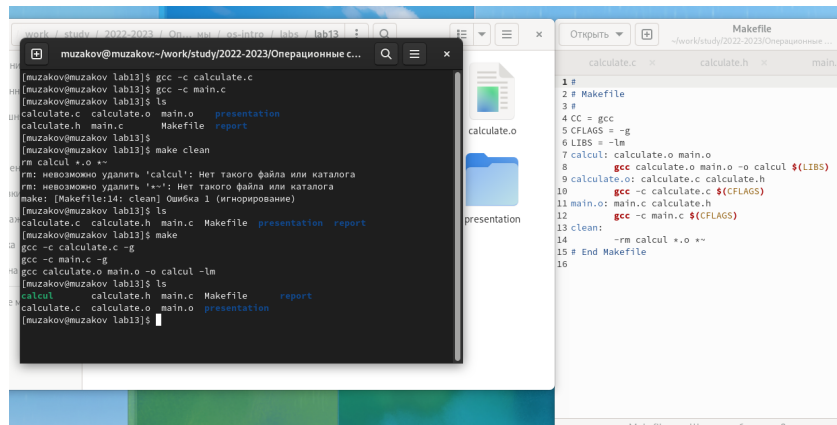 work / study / 2022-2023 / Оп... мы / os-intro / labs / lab13
muzakov@muzakov:~/work/study/2022-2023/Операционные с...
[muzakov@muzakov lab13]$ gcc -c calculate.c
[muzakov@muzakov lab13]$ gcc -c main.c
[muzakov@muzakov lab13]$ ls
calculate.c calculate.o main.o presentation
calculate.h main.c Makefile report
[muzakov@muzakov lab13]$
[muzakov@muzakov lab13]$ make clean
rm calcul *.o *~
rm: невозможно удалить 'calcul': Нет такого файла или каталога
rm: невозможно удалить '*~': Нет такого файла или каталога
make: [Makefile:14: clean] Ошибка 1 (игнорирование)
[muzakov@muzakov lab13]$ ls
calculate.c calculate.h main.c Makefile presentation report
[muzakov@muzakov lab13]$ make
gcc -c calculate.c -g
gcc -c main.c -g
gcc calculate.o main.o -o calcul -lm
[muzakov@muzakov lab13]$ ls
calcul calculate.h main.c Makefile report
calculate.c calculate.o main.o presentation
[muzakov@muzakov lab13]$
calculate.o
presentation
Открыть
Makefile
~/work/study/2022-2023/Операционные ...
calculate.c × calculate.h × main.
1 #
2 # Makefile
3 #
4 CC = gcc
5 CFLAGS = -g
6 LIBS = -lm
7 calcul: calculate.o main.o
8 gcc calculate.o main.o -o calcul $(LIBS)
9 calculate.o: calculate.c calculate.h
10 gcc -c calculate.c $(CFLAGS)
11 main.o: main.c calculate.h
12 gcc -c main.c $(CFLAGS)
13 clean:
14 -rm calcul *.o *~
15 # End Makefile
16